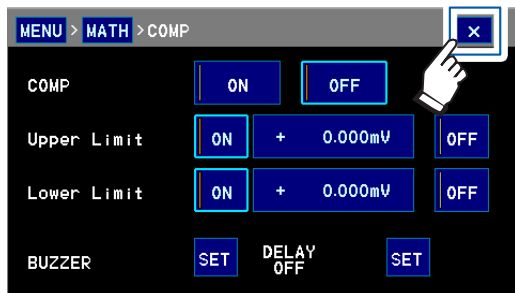 MENU > MATH > COMP ×
COMP ON OFF
Upper Limit ON + 0.000mV OFF
Lower Limit ON + 0.000mV OFF
BUZZER SET DELAY OFF SET